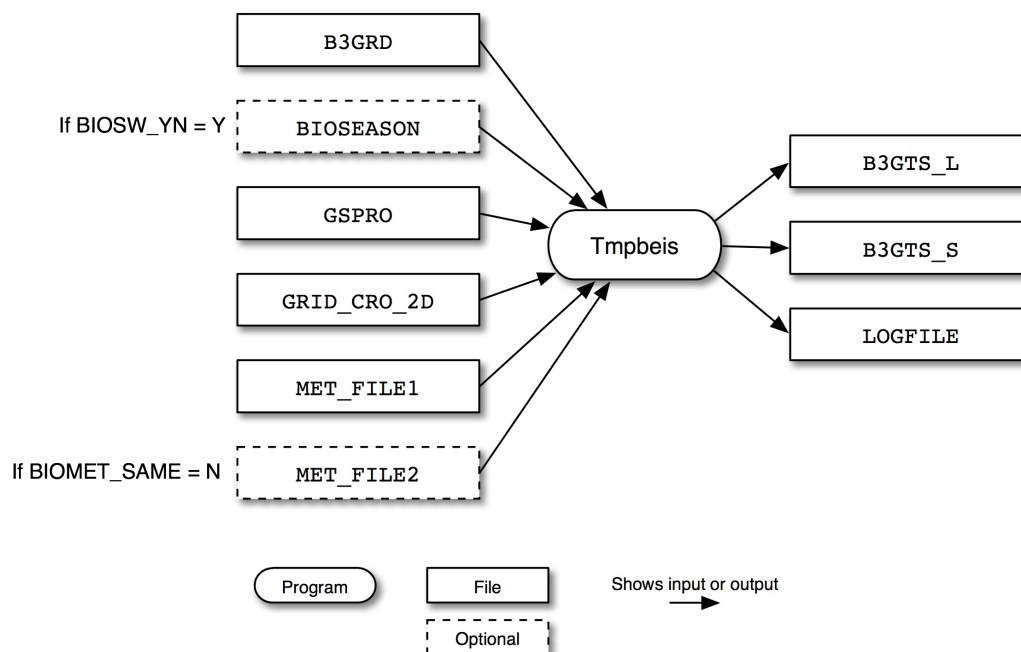 B3GRD
If BIOSW_YN = Y
BIOSEASON
GSPRO
GRID_CRO_2D
MET_FILE1
If BIOMET_SAME = N
MET_FILE2
Tmpbeis
B3GTS_L
B3GTS_S
LOGFILE
Program
File
Shows input or output
Optional